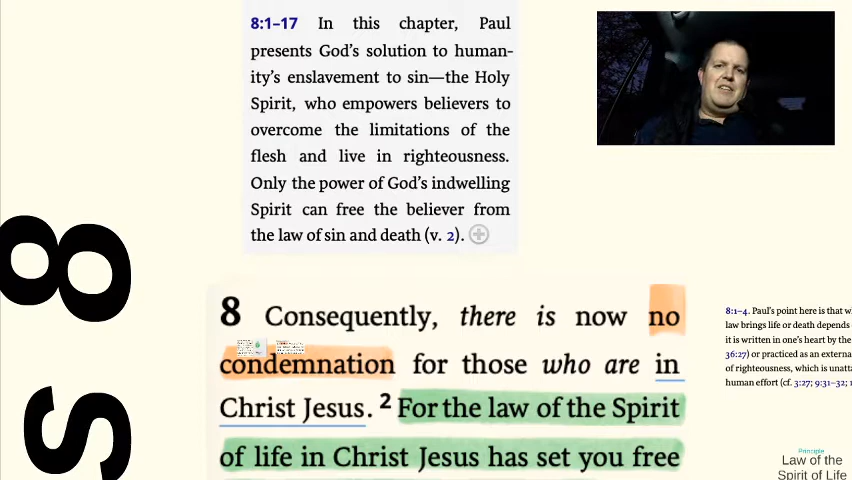 8:1–17 In this chapter, Paul
presents God's solution to human-
ity's enslavement to sin—the Holy
Spirit, who empowers believers to
overcome the limitations of the
flesh and live in righteousness.
Only the power of God's indwelling
Spirit can free the believer from
the law of sin and death (v. 2).
8 Consequently, there is now no
condemnation for those who are in
Christ Jesus. 2 For the law of the Spirit
of life in Christ Jesus has set you free
8:1–4. Paul's point here is that
law brings life or death depends
it is written in one's heart by the
36:27) or practiced as an externa
of righteousness, which is unatta
human effort (cf. 3:27; 9:31–32;
Principle
Law of the
Spirit of Life
S 8